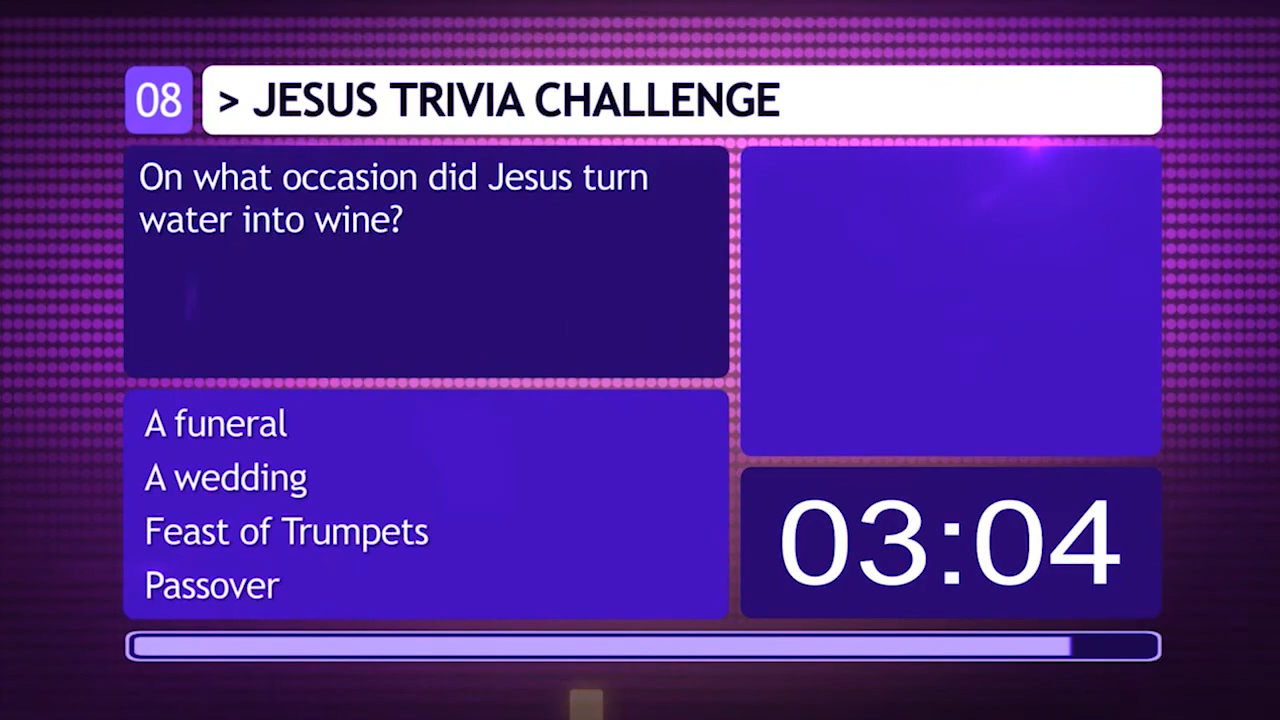 08
> JESUS TRIVIA CHALLENGE
On what occasion did Jesus turn
water into wine?
A funeral
A wedding
Feast of Trumpets
Passover
03:04